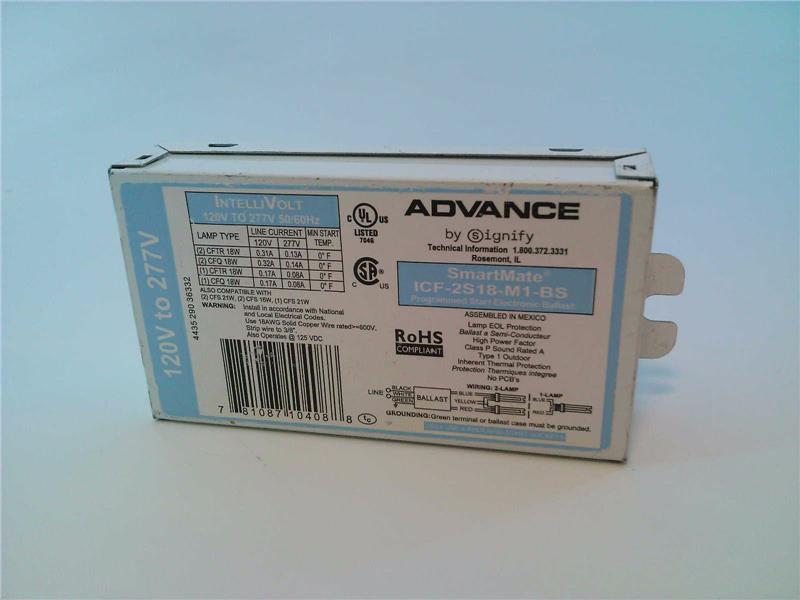 120V to 277V
4435 290 36332
INTELLIVOLT
120V TO 277V 50/60Hz
LAMP TYPE LINE CURRENT MIN START TEMP.
120V 277V
(2) CFTR 18W 0.31A 0.13A 0° F
(2) CFQ 18W 0.32A 0.14A 0° F
(1) CFTR 18W 0.17A 0.08A 0° F
(1) CFQ 18W 0.17A 0.08A 0° F
ALSO COMPATIBLE WITH
(2) CFS 21W, (2) CFS 16W, (1) CFS 21W
WARNING: Install in accordance with National
and Local Electrical Codes.
Use 18AWG Solid Copper Wire rated>=600V.
Strip wire to 3/8".
Also Operates @ 125 VDC
7 81087 10408 8
C UL US
LISTED
704G
C SA US
RoHS
COMPLIANT
ADVANCE
by Signify
Technical Information 1.800.372.3331
Rosemont, IL
SmartMate®
ICF-2S18-M1-BS
Programmed Start Electronic Ballast
ASSEMBLED IN MEXICO
Lamp EOL Protection
Ballast a Semi-Conducteur
High Power Factor
Class P Sound Rated A
Type 1 Outdoor
Inherent Thermal Protection
Protection Thermiques Integree
No PCB's
WIRING: 2-LAMP 1-LAMP
LINE BLACK WHITE GREEN BALLAST BLUE YELLOW RED BLUE RED
GROUNDING: Green terminal or ballast case must be grounded.